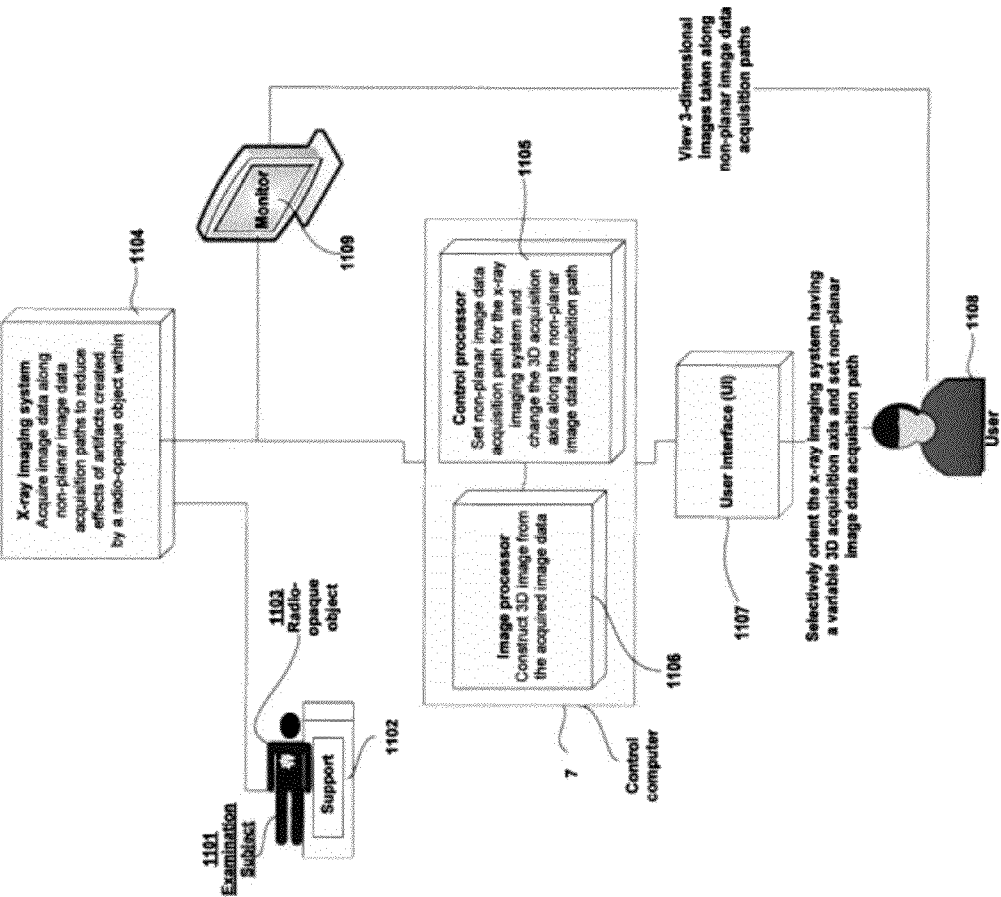 1101
Examination
Subject
Support
1102
1103
Radio-
opaque
object
X-ray imaging system
Acquire image data along
non-planar image data
acquisition paths to reduce
effects of artifacts created
by a radio-opaque object within
1104
Monitor
1109
7
Control
computer
Image processor
Construct 3D image from
the acquired image data
1106
Control processor
Set non-planar image data
acquisition path for the x-ray
imaging system and
change the 3D acquisition
axis along the non-planar
image data acquisition path
1105
1107
User interface (UI)
Selectively orient the x-ray imaging system having
a variable 3D acquisition axis and set non-planar
image data acquisition path
View 3-dimensional
images taken along
non-planar image data
acquisition paths
1108
User